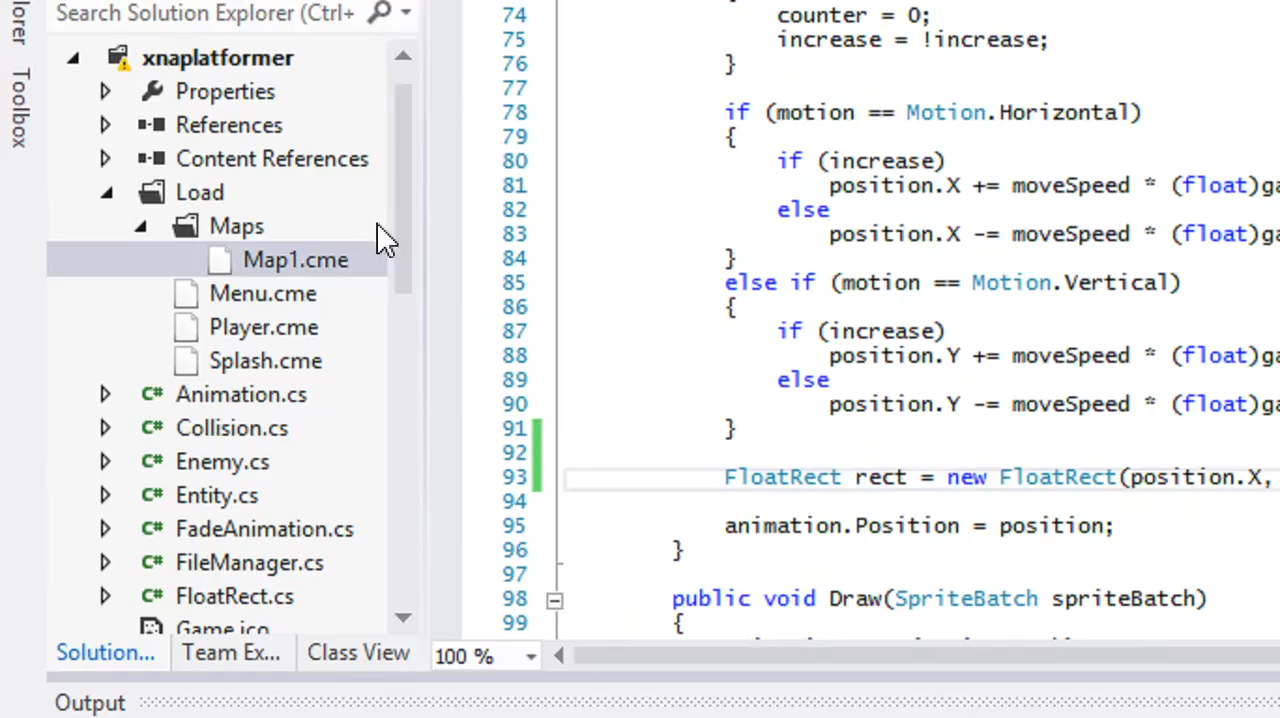 Search Solution Explorer (Ctrl+
Toolbox
xnaplatformer
Properties
References
Content References
Load
Maps
Map1.cme
Menu.cme
Player.cme
Splash.cme
C# Animation.cs
C# Collision.cs
C# Enemy.cs
C# Entity.cs
C# FadeAnimation.cs
C# FileManager.cs
C# FloatRect.cs
Game.ico
Solution... Team Ex... Class View
74 counter = 0;
75 increase = !increase;
76 }
77
78 if (motion == Motion.Horizontal)
79 {
80 if (increase)
81 position.X += moveSpeed * (float)ga
82 else
83 position.X -= moveSpeed * (float)ga
84 }
85 else if (motion == Motion.Vertical)
86 {
87 if (increase)
88 position.Y += moveSpeed * (float)ga
89 else
90 position.Y -= moveSpeed * (float)ga
91 }
92
93 FloatRect rect = new FloatRect(position.X,
94
95 animation.Position = position;
96 }
97
98 public void Draw(SpriteBatch spriteBatch)
99 {
100 %
Output